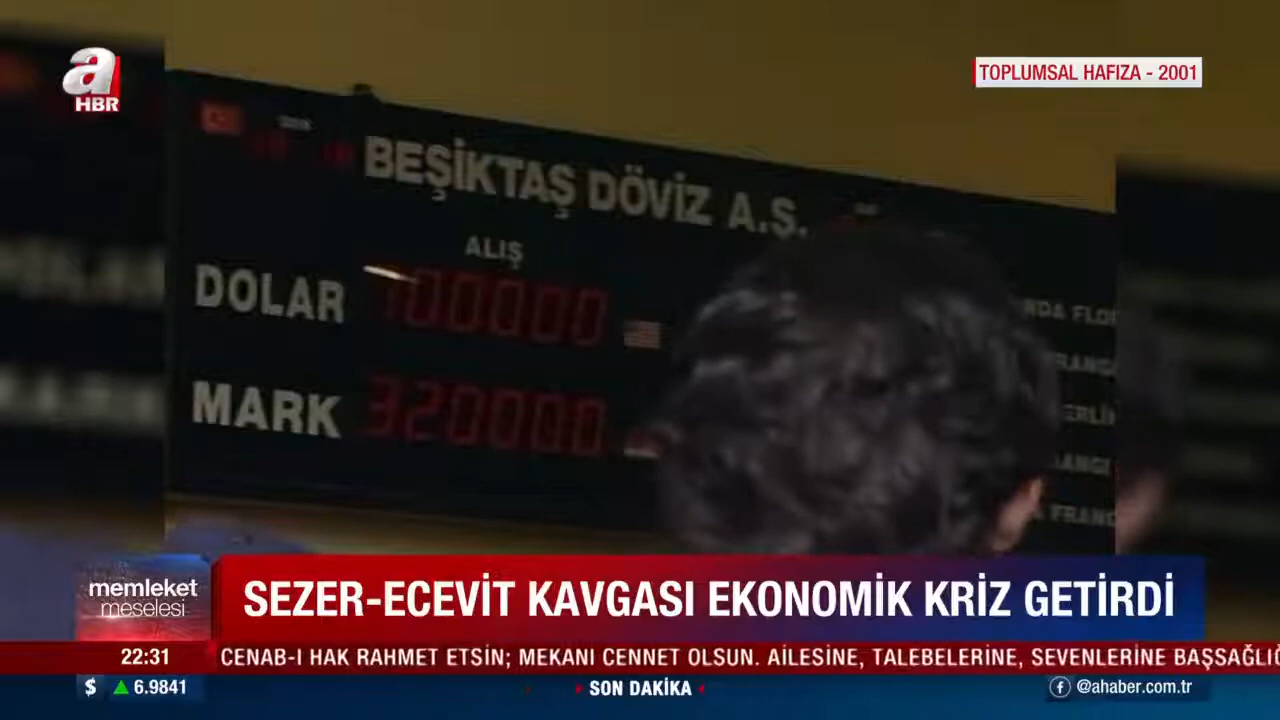 a
HBR
TOPLUMSAL HAFIZA - 2001
BEŞİKTAŞ DÖVİZ A.Ş.
ALIŞ
DOLAR
MARK 320000
memleket
meselesi
SEZER-ECEVİT KAVGASI EKONOMİK KRİZ GETİRDİ
22:31 CENAB-I HAK RAHMET ETSİN; MEKANI CENNET OLSUN. AİLESİNE, TALEBELERİNE, SEVENLERİNE BAŞSAĞLIĞ
$ 6.9841 SON DAKİKA @ahaber.com.tr